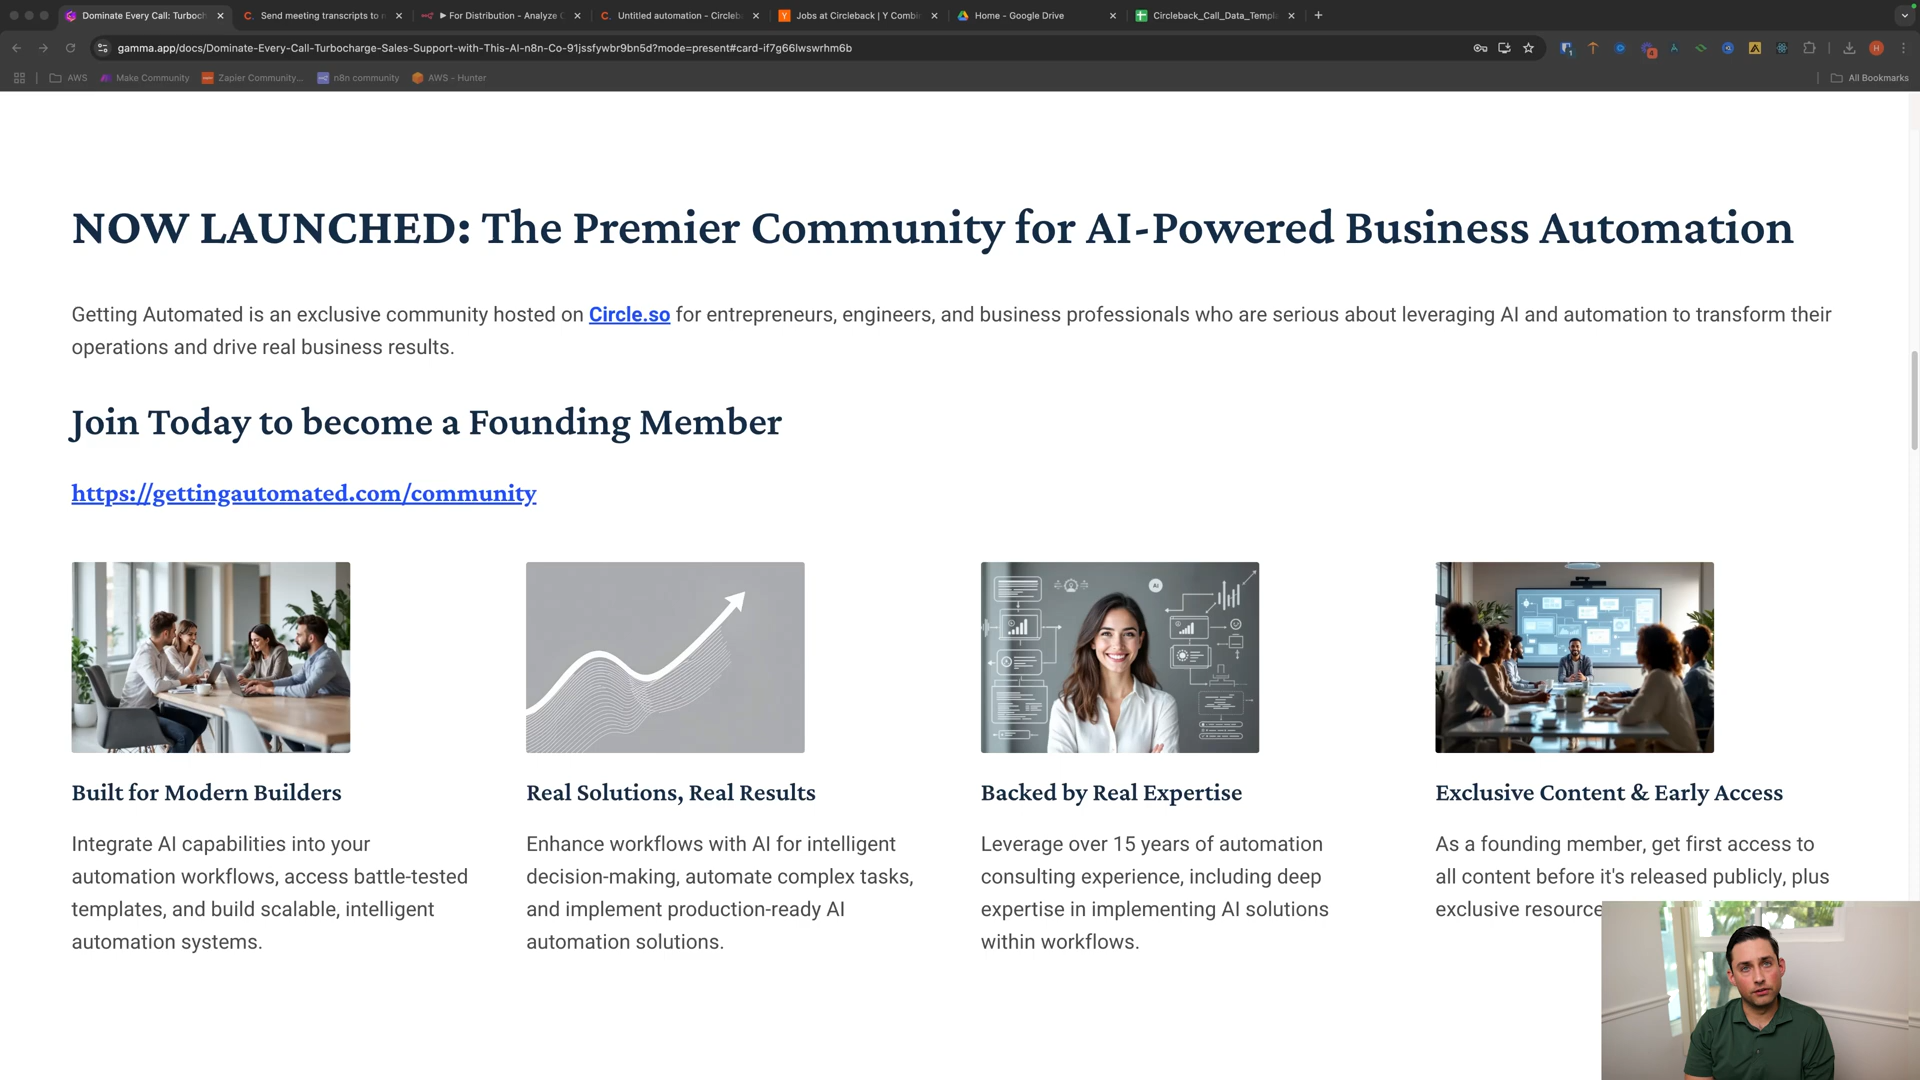 Dominate Every Call: Turboch
Send meeting transcripts to n
For Distribution - Analyze C
Untitled automation - Circleb
Jobs at Circleback | Y Combin
Home - Google Drive
Circleback_Call_Data_Templ
gamma.app/docs/Dominate-Every-Call-Turbocharge-Sales-Support-with-This-AI-n8n-Co-91jssfywbr9bn5d?mode=present#card-if7g66lwswrhm6b
AWS
Make Community
Zapier Community...
n8n community
AWS - Hunter
All Bookmarks
NOW LAUNCHED: The Premier Community for AI-Powered Business Automation
Getting Automated is an exclusive community hosted on Circle.so for entrepreneurs, engineers, and business professionals who are serious about leveraging AI and automation to transform their
operations and drive real business results.
Join Today to become a Founding Member
https://gettingautomated.com/community
Built for Modern Builders
Integrate AI capabilities into your
automation workflows, access battle-tested
templates, and build scalable, intelligent
automation systems.
Real Solutions, Real Results
Enhance workflows with AI for intelligent
decision-making, automate complex tasks,
and implement production-ready AI
automation solutions.
Backed by Real Expertise
Leverage over 15 years of automation
consulting experience, including deep
expertise in implementing AI solutions
within workflows.
Exclusive Content & Early Access
As a founding member, get first access to
all content before it's released publicly, plus
exclusive resource